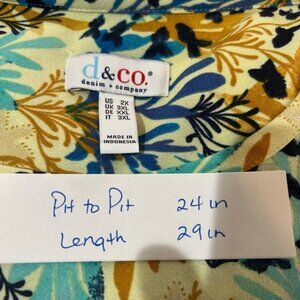 d&co.
denim + company
US 2X
UK 3XL
DE XXL
IT 3XL
MADE IN
INDONESIA
Pit to Pit 24 in
Length 29 in